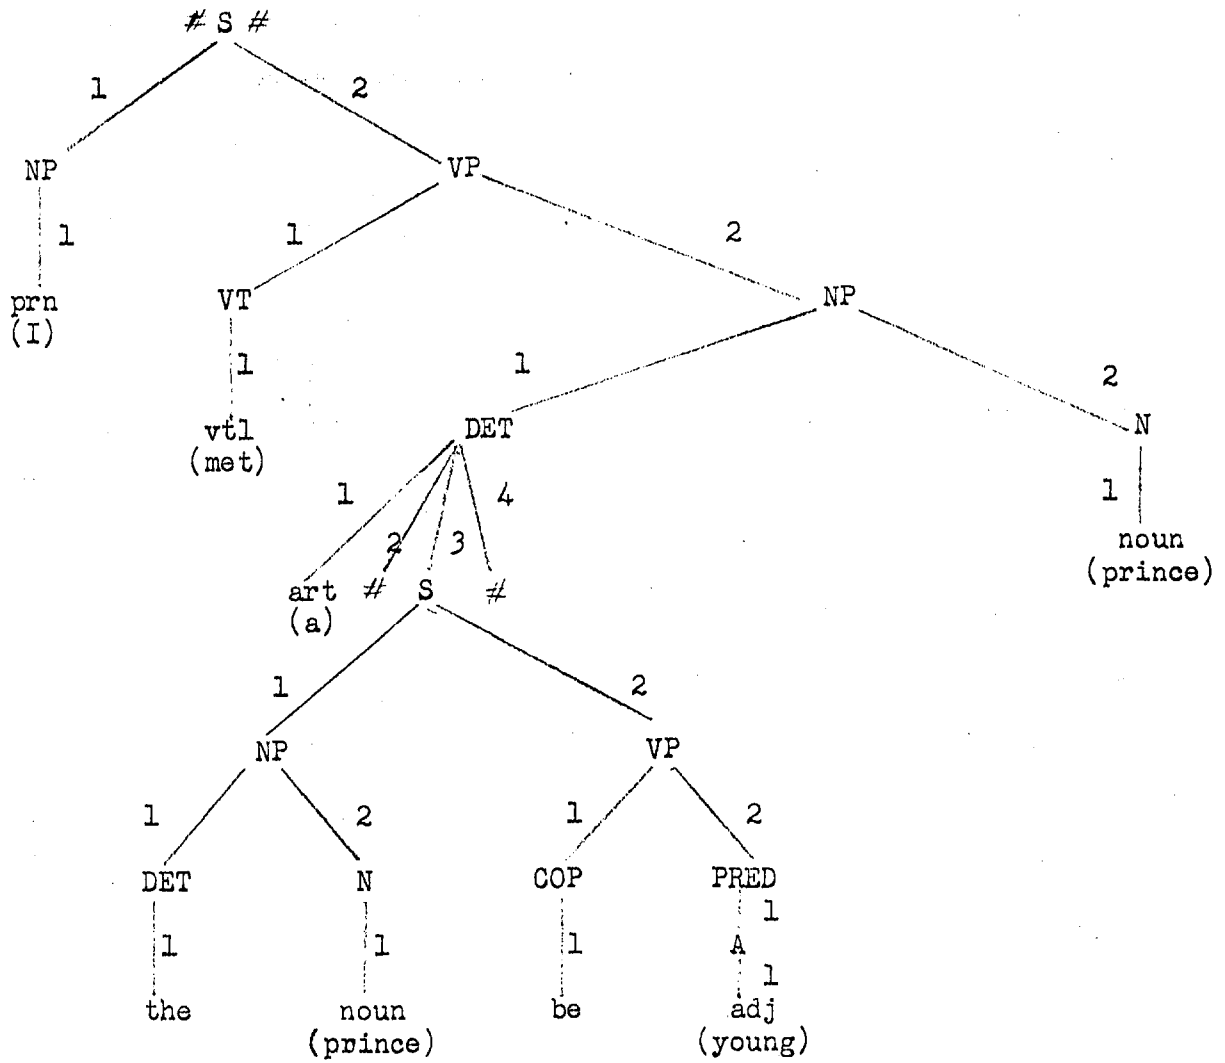 # S #
1 2
NP VP
1 1 2
prn VT NP
(I)
1 1 2
vtl DET N
(met)
1 2 3 4 1
noun
(prince)
art # S #
(a)
1 2
NP VP
1 2 1 2
DET N COP PRED
1
1 1 1 A
1
the noun be adj
(prince) (young)